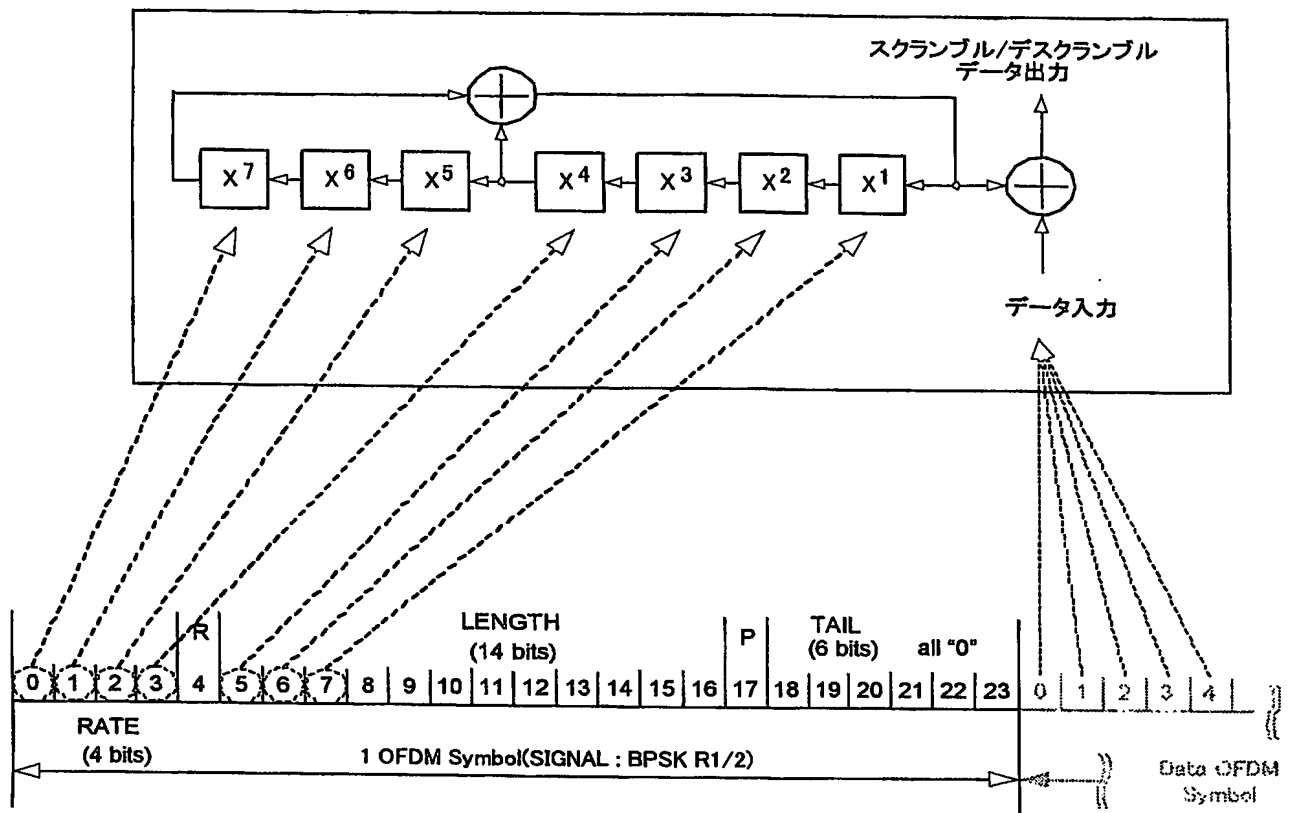 スクランブル/デスクランブル
データ出力
X7 X6 X5 X4 X3 X2 X1
データ入力
R LENGTH P TAIL
(14 bits) (6 bits) all "0"
0 1 2 3 4 5 6 7 8 9 10 11 12 13 14 15 16 17 18 19 20 21 22 23 0 1 2 3 4
RATE
(4 bits) 1 OFDM Symbol(SIGNAL : BPSK R1/2)
Data OFDM
Symbol